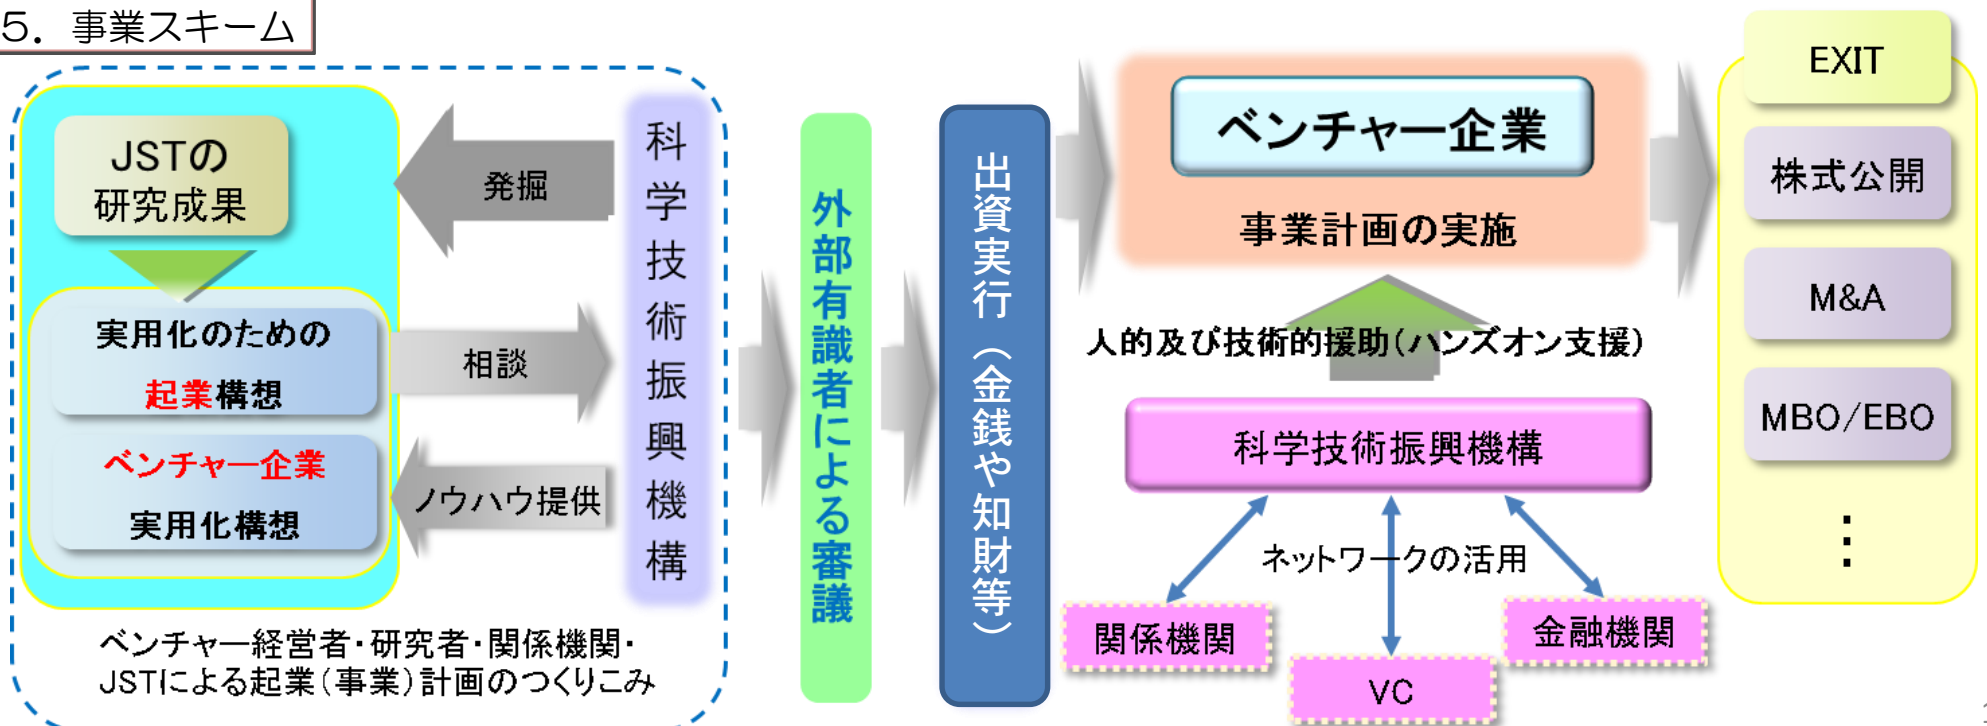 5．事業スキーム
JSTの
研究成果
実用化のための
起業構想
ベンチャー企業
実用化構想
発掘
相談
ノウハウ提供
科学技術振興機構
ベンチャー経営者・研究者・関係機関・
JSTによる起業（事業）計画のつくりこみ
外部有識者による審議
出資実行（金銭や知財等）
ベンチャー企業
事業計画の実施
人的及び技術的援助（ハンズオン支援）
科学技術振興機構
ネットワークの活用
関係機関
VC
金融機関
EXIT
株式公開
M&A
MBO/EBO
⋮